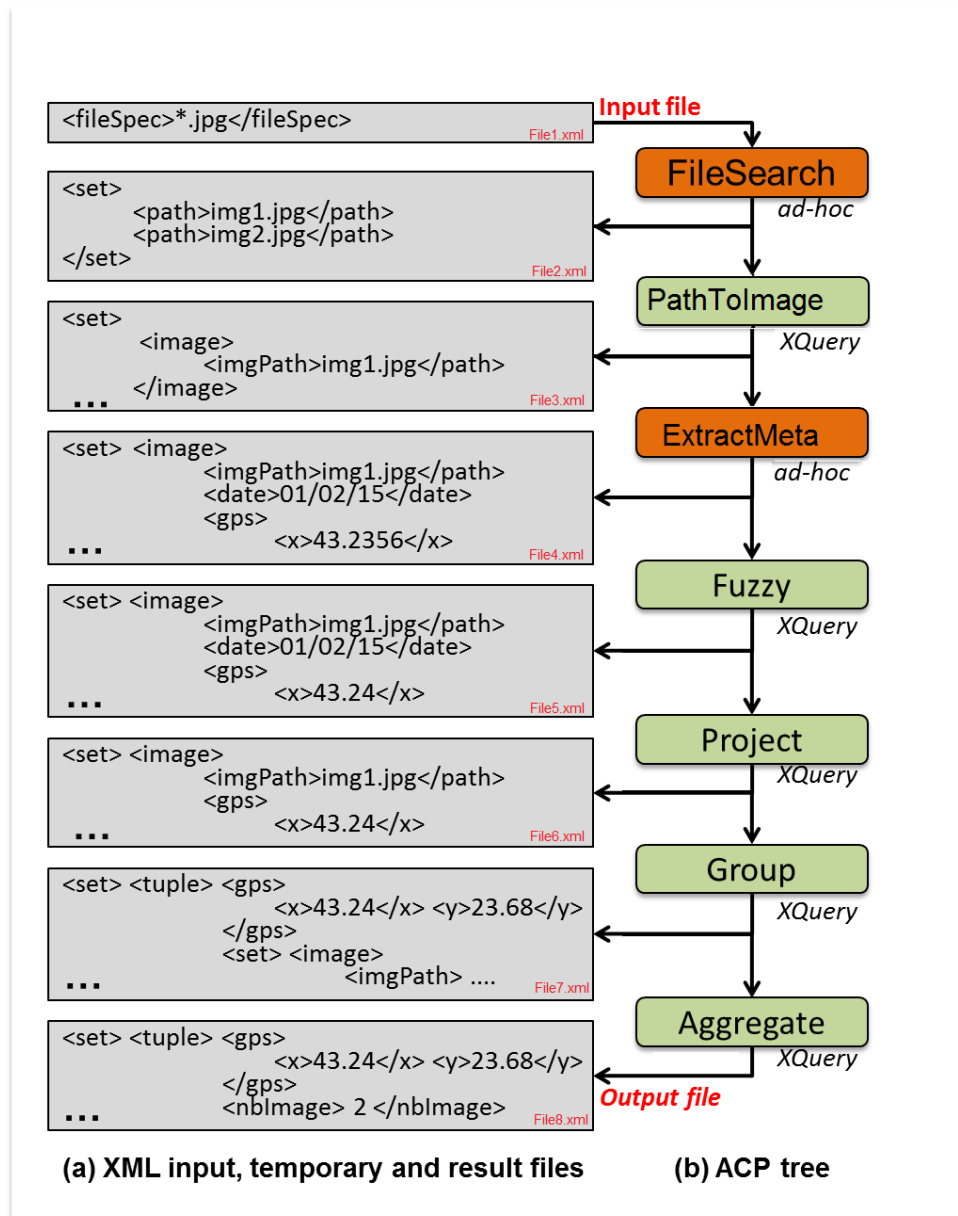 Input file
<fileSpec>*.jpg</fileSpec>
File1.xml
FileSearch
ad-hoc
<set>
<path>img1.jpg</path>
<path>img2.jpg</path>
</set>
File2.xml
PathToImage
XQuery
<set>
<image>
<imgPath>img1.jpg</path>
... </image>
File3.xml
ExtractMeta
ad-hoc
<set> <image>
<imgPath>img1.jpg</path>
<date>01/02/15</date>
<gps>
... <x>43.2356</x>
File4.xml
Fuzzy
XQuery
<set> <image>
<imgPath>img1.jpg</path>
<date>01/02/15</date>
<gps>
... <x>43.24</x>
File5.xml
Project
XQuery
<set> <image>
<imgPath>img1.jpg</path>
<gps>
... <x>43.24</x>
File6.xml
Group
XQuery
<set> <tuple> <gps>
<x>43.24</x> <y>23.68</y>
</gps>
<set> <image>
... <imgPath> ....
File7.xml
Aggregate
XQuery
<set> <tuple> <gps>
<x>43.24</x> <y>23.68</y>
</gps>
... <nbImage> 2 </nbImage>
File8.xml
Output file
(a) XML input, temporary and result files
(b) ACP tree